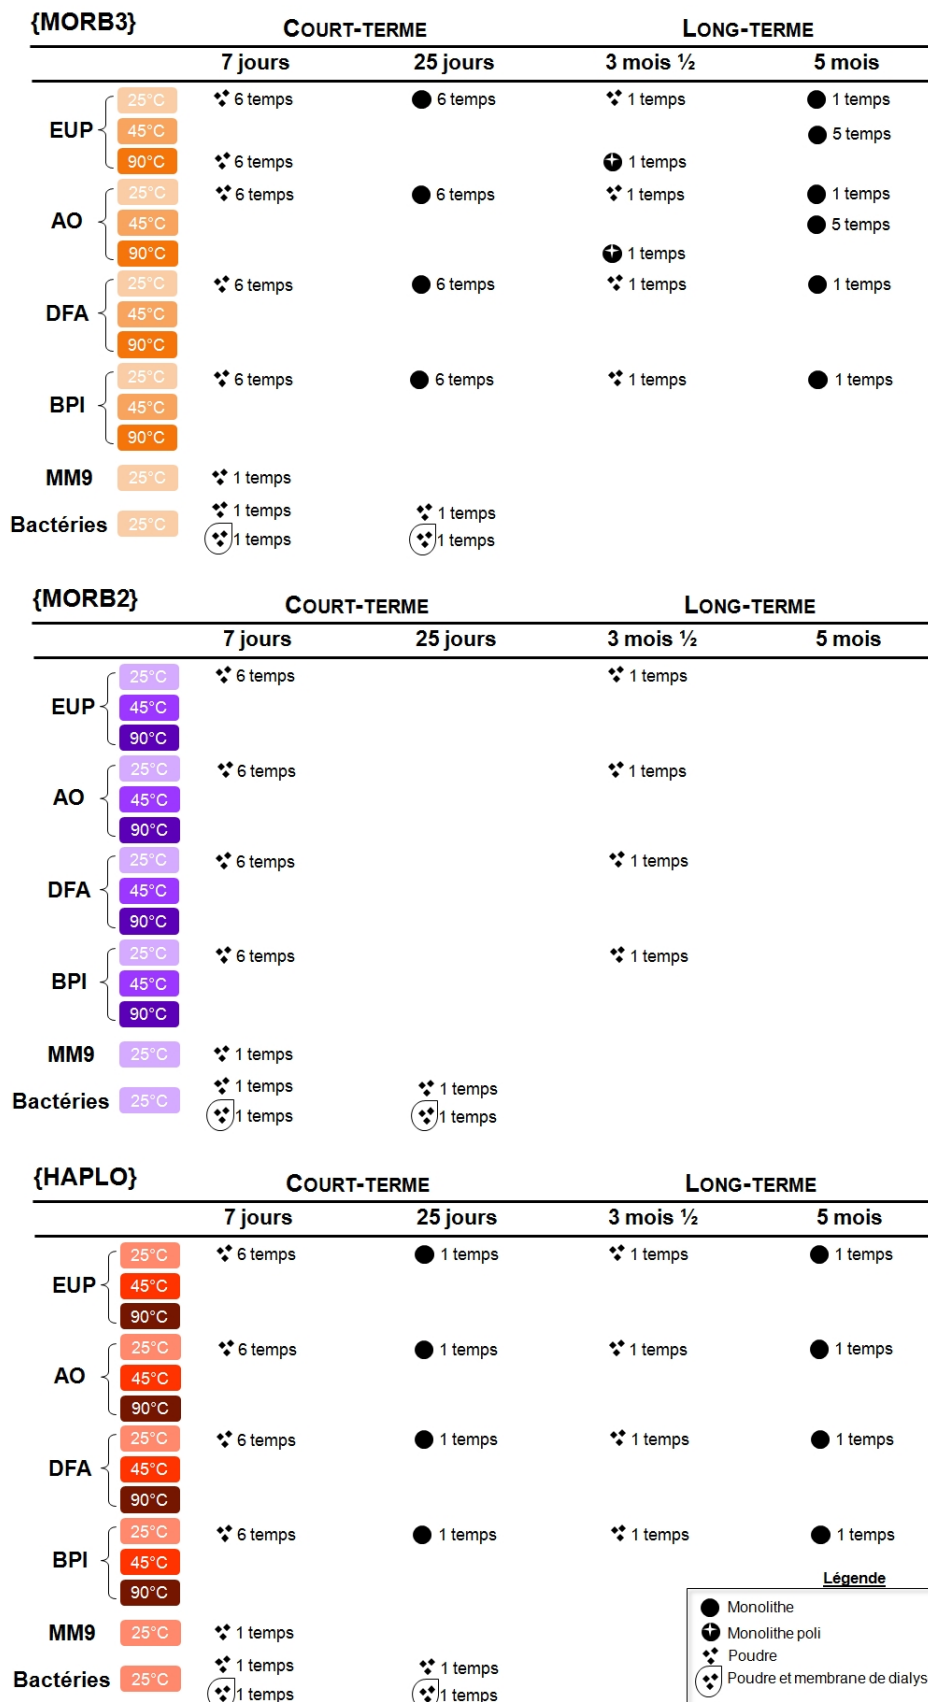 {MORB3} COURT-TERME LONG-TERME
7 jours 25 jours 3 mois ½ 5 mois
EUP
25°C 6 temps 6 temps 1 temps 1 temps
45°C 5 temps
90°C 6 temps 1 temps
AO
25°C 6 temps 6 temps 1 temps 1 temps
45°C 5 temps
90°C 1 temps
DFA
25°C 6 temps 6 temps 1 temps 1 temps
45°C
90°C
BPI
25°C 6 temps 6 temps 1 temps 1 temps
45°C
90°C
MM9 25°C 1 temps
Bactéries 25°C
1 temps 1 temps
1 temps 1 temps
{MORB2} COURT-TERME LONG-TERME
7 jours 25 jours 3 mois ½ 5 mois
EUP
25°C 6 temps 1 temps
45°C
90°C
AO
25°C 6 temps 1 temps
45°C
90°C
DFA
25°C 6 temps 1 temps
45°C
90°C
BPI
25°C 6 temps 1 temps
45°C
90°C
MM9 25°C 1 temps
Bactéries 25°C
1 temps 1 temps
1 temps 1 temps
{HAPLO} COURT-TERME LONG-TERME
7 jours 25 jours 3 mois ½ 5 mois
EUP
25°C 6 temps 1 temps 1 temps 1 temps
45°C
90°C
AO
25°C 6 temps 1 temps 1 temps 1 temps
45°C
90°C
DFA
25°C 6 temps 1 temps 1 temps 1 temps
45°C
90°C
BPI
25°C 6 temps 1 temps 1 temps 1 temps
45°C
90°C
MM9 25°C 1 temps
Bactéries 25°C
1 temps 1 temps
1 temps 1 temps
Légende
Monolithe
Monolithe poli
Poudre
Poudre et membrane de dialys